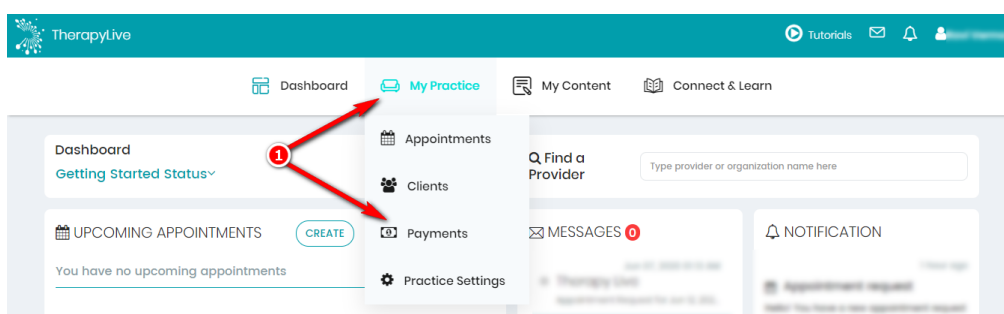 TherapyLive
Tutorials
Dashboard My Practice My Content Connect & Learn
Dashboard
Getting Started Status
1
Appointments
Clients
Payments
Practice Settings
Find a
Provider
Type provider or organization name here
UPCOMING APPOINTMENTS CREATE
You have no upcoming appointments
MESSAGES 0
NOTIFICATION